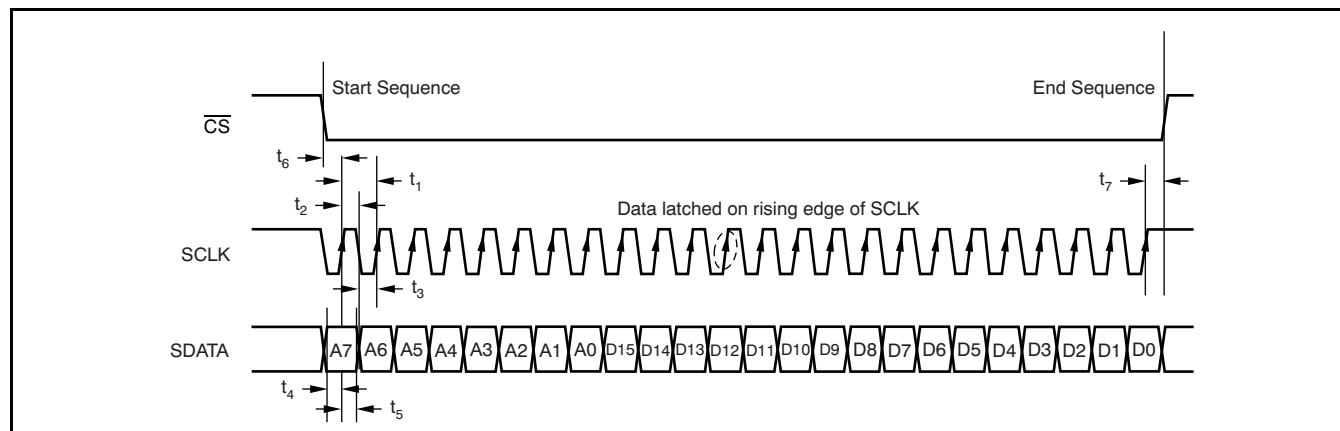 Start Sequence
End Sequence
CS
t6
t1
t7
t2
Data latched on rising edge of SCLK
SCLK
t3
SDATA
A7 A6 A5 A4 A3 A2 A1 A0 D15 D14 D13 D12 D11 D10 D9 D8 D7 D6 D5 D4 D3 D2 D1 D0
t4
t5